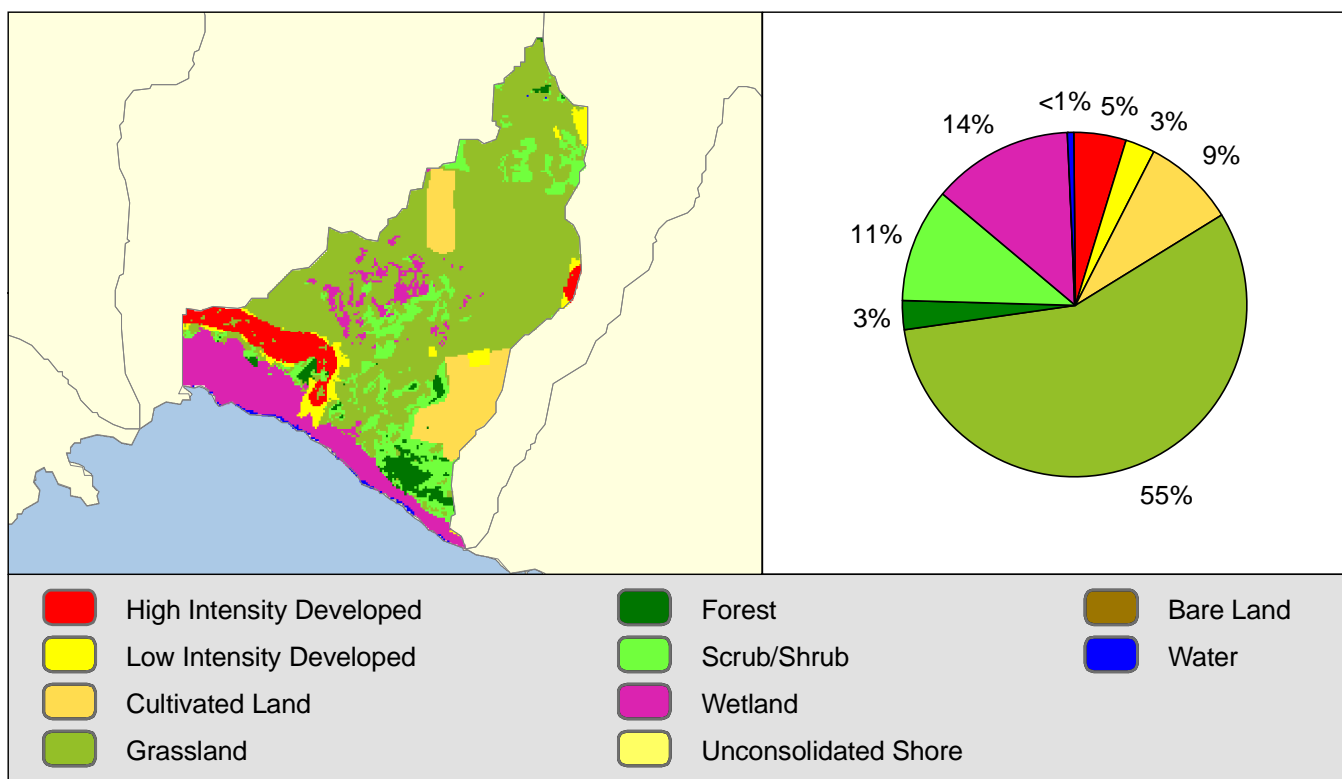 <1%
5%
3%
9%
14%
11%
3%
55%
High Intensity Developed
Low Intensity Developed
Cultivated Land
Grassland
Forest
Scrub/Shrub
Wetland
Unconsolidated Shore
Bare Land
Water